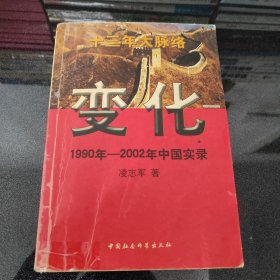 十三年大脉络
变化
1990年—2002年中国实录
凌志军 著
中国社会科学出版社